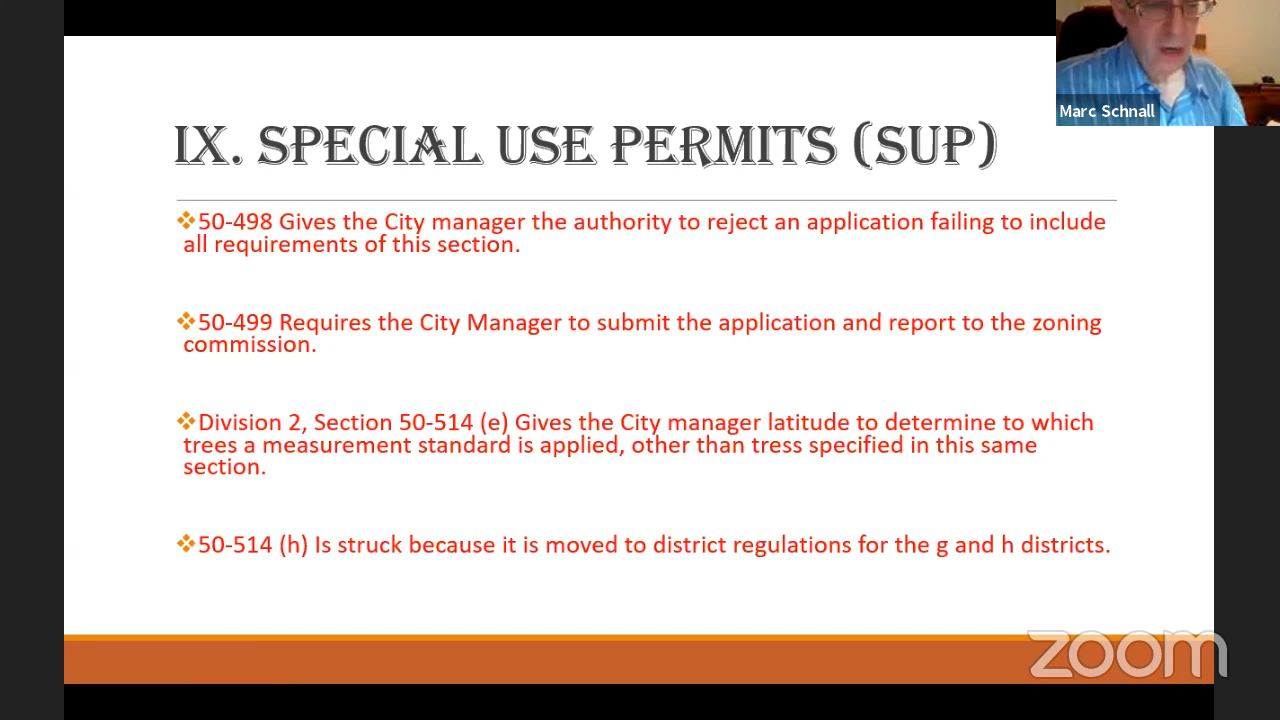 Marc Schnall
IX. SPECIAL USE PERMITS (SUP)
50-498 Gives the City manager the authority to reject an application failing to include
all requirements of this section.
50-499 Requires the City Manager to submit the application and report to the zoning
commission.
Division 2, Section 50-514 (e) Gives the City manager latitude to determine to which
trees a measurement standard is applied, other than tress specified in this same
section.
50-514 (h) Is struck because it is moved to district regulations for the g and h districts.
zoom